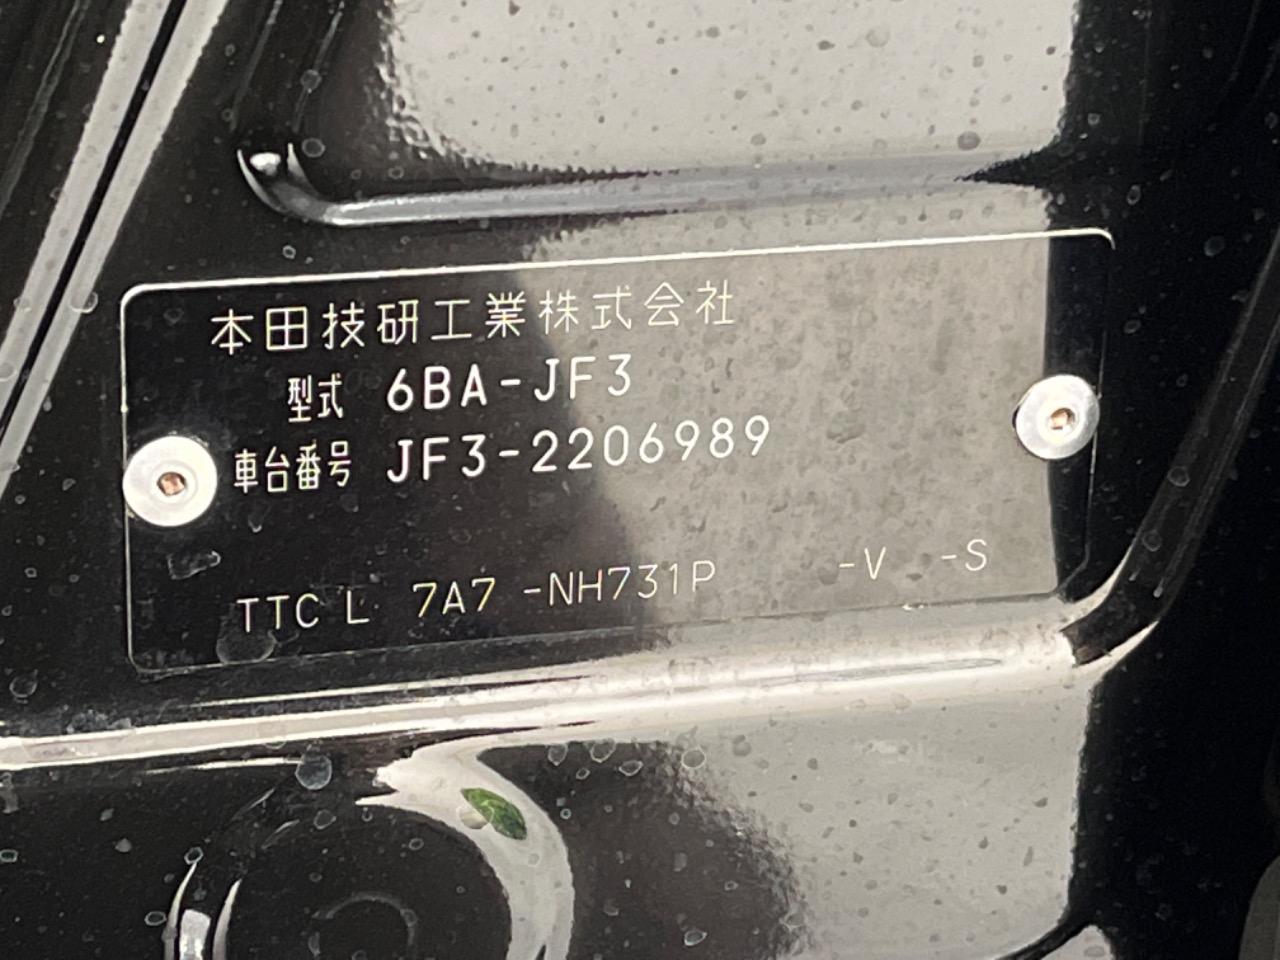 本田技研工業株式会社
型式 6BA-JF3
車台番号 JF3-2206989
TTC L 7A7 -NH731P -V -S